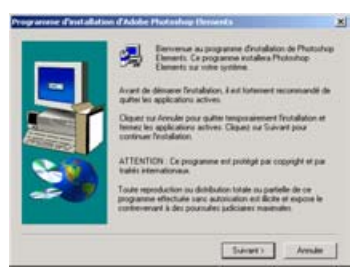 Programme d'installation d'Adobe Photoshop Elements
Bienvenue au programme d'installation de Photoshop
Elements. Ce programme installera Photoshop
Elements sur votre système.
Avant de démarrer l'installation, il est fortement recommandé de
quitter les applications actives.
Cliquez sur Annuler pour quitter temporairement l'installation et
fermez les applications actives. Cliquez sur Suivant pour
continuer l'installation.
ATTENTION : Ce programme est protégé par copyright et par
traités internationaux.
Toute reproduction ou distribution totale ou partielle de ce
programme effectuée sans autorisation est illicite et expose le
contrevenant à des poursuites judiciaires maximales.
Suivant >
Annuler